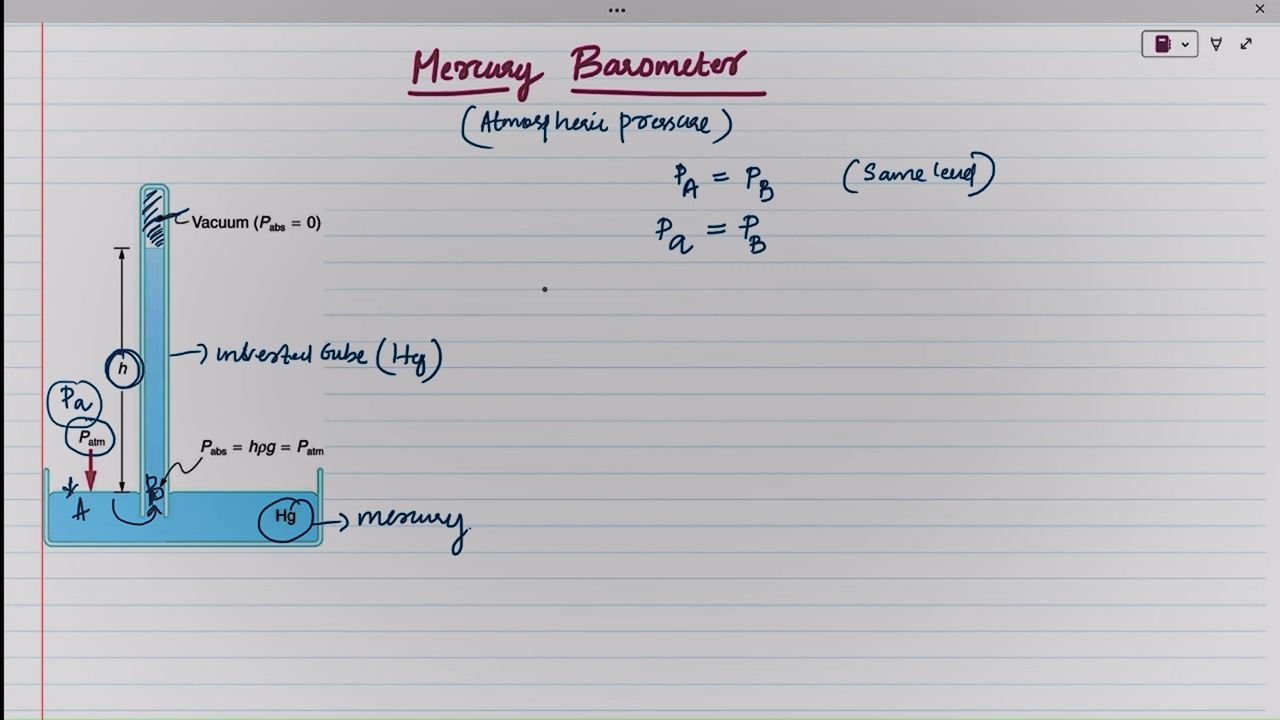 Mercury Barometer
(Atmospheric pressure)
P_A = P_B (Same level)
P_a = P_B
Vacuum (P_abs = 0)
h
→ inverted tube (Hg)
P_a
P_atm
P_abs = hρg = P_atm
A
B
Hg → mercury